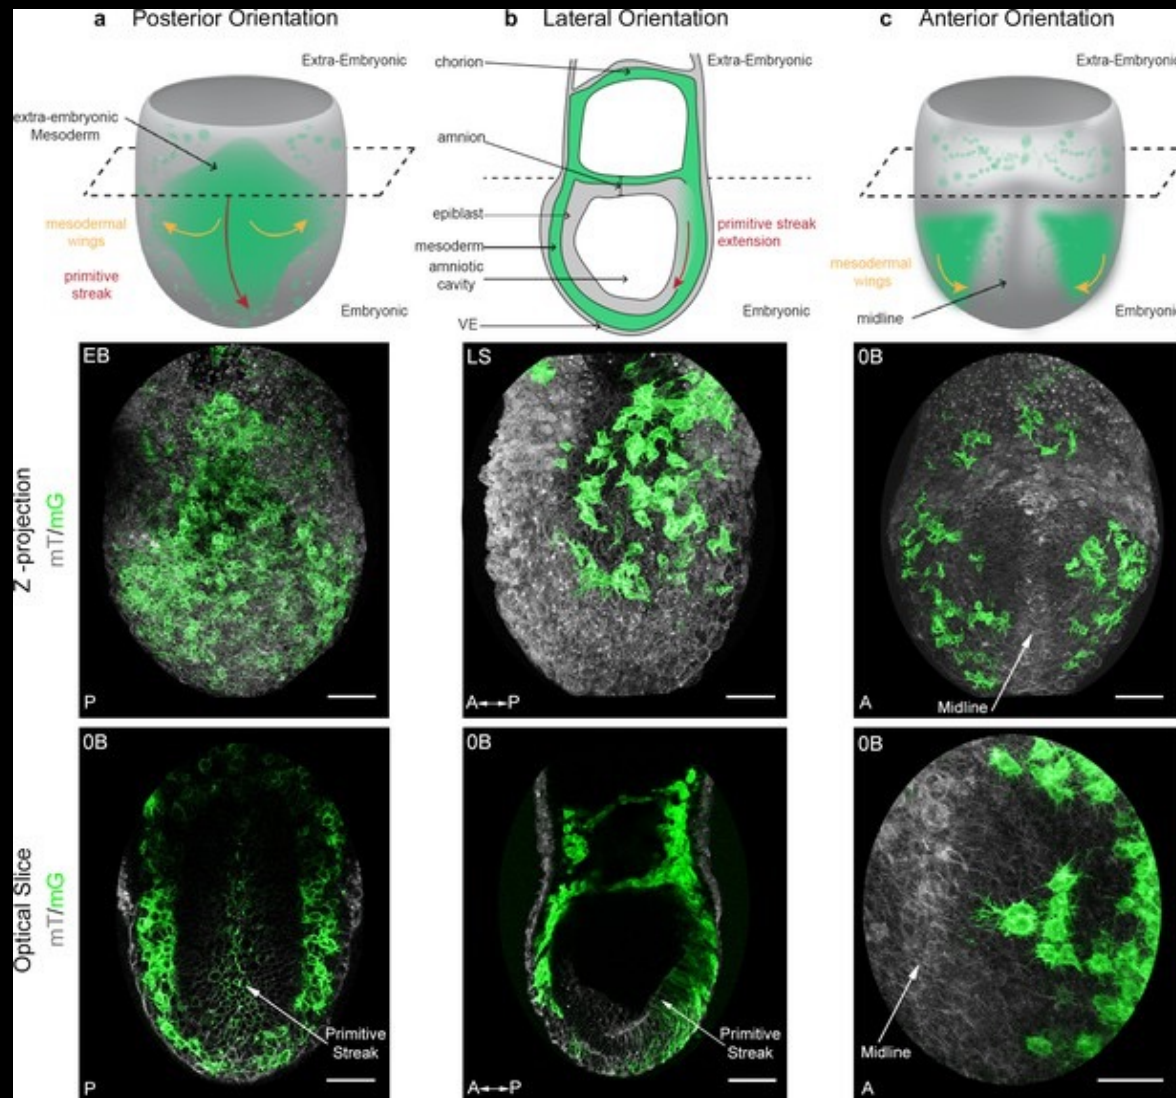 a Posterior Orientation
Extra-Embryonic
extra-embryonic
Mesoderm
mesodermal
wings
primitive
streak
Embryonic
b Lateral Orientation
chorion
Extra-Embryonic
amnion
epiblast
mesoderm
amniotic
cavity
VE
primitive streak
extension
Embryonic
c Anterior Orientation
Extra-Embryonic
mesodermal
wings
midline
Embryonic
Z -projection
mT/mG
EB
P
LS
A↔P
0B
Midline
A
Optical Slice
mT/mG
0B
Primitive
Streak
P
0B
Primitive
Streak
A↔P
0B
Midline
A